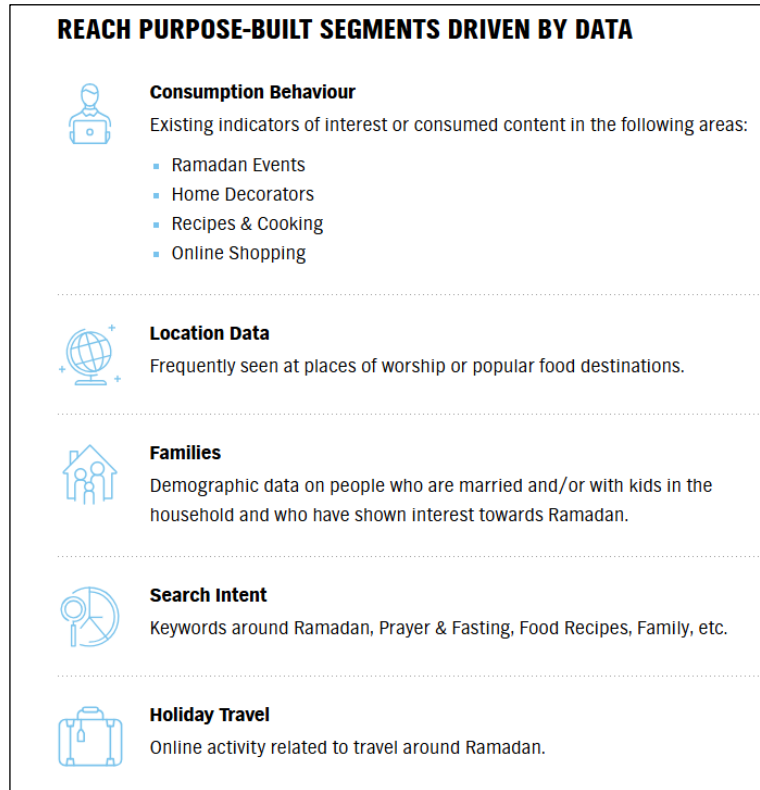 REACH PURPOSE-BUILT SEGMENTS DRIVEN BY DATA
Consumption Behaviour
Existing indicators of interest or consumed content in the following areas:
Ramadan Events
Home Decorators
Recipes & Cooking
Online Shopping
Location Data
Frequently seen at places of worship or popular food destinations.
Families
Demographic data on people who are married and/or with kids in the
household and who have shown interest towards Ramadan.
Search Intent
Keywords around Ramadan, Prayer & Fasting, Food Recipes, Family, etc.
Holiday Travel
Online activity related to travel around Ramadan.